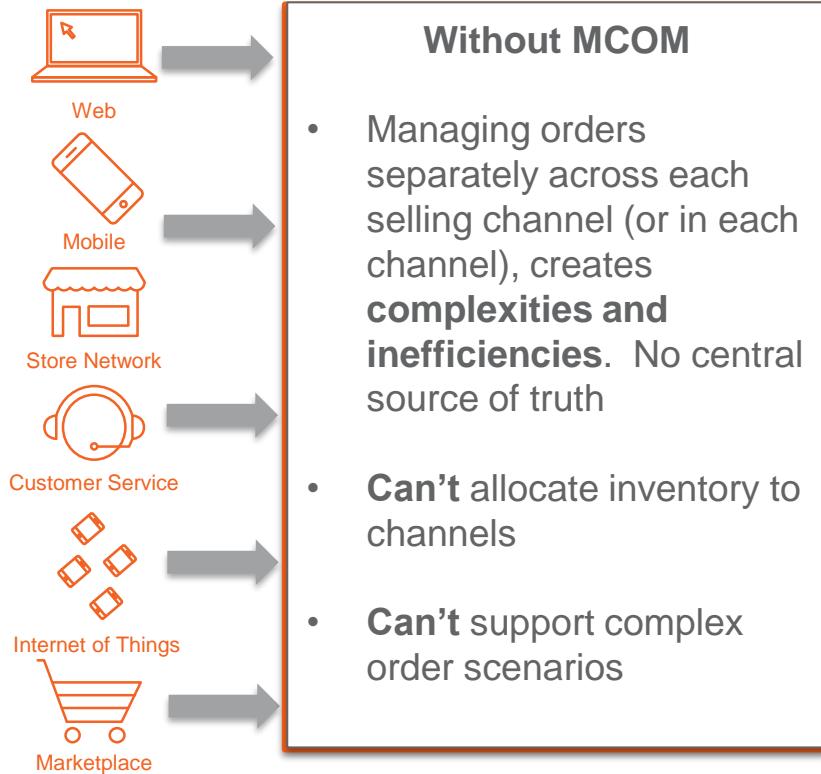 Web
Mobile
Store Network
Customer Service
Internet of Things
Marketplace
Without MCOM
• Managing orders
separately across each
selling channel (or in each
channel), creates
complexities and
inefficiencies.  No central
source of truth
• Can’t allocate inventory to
channels
• Can’t support complex
order scenarios